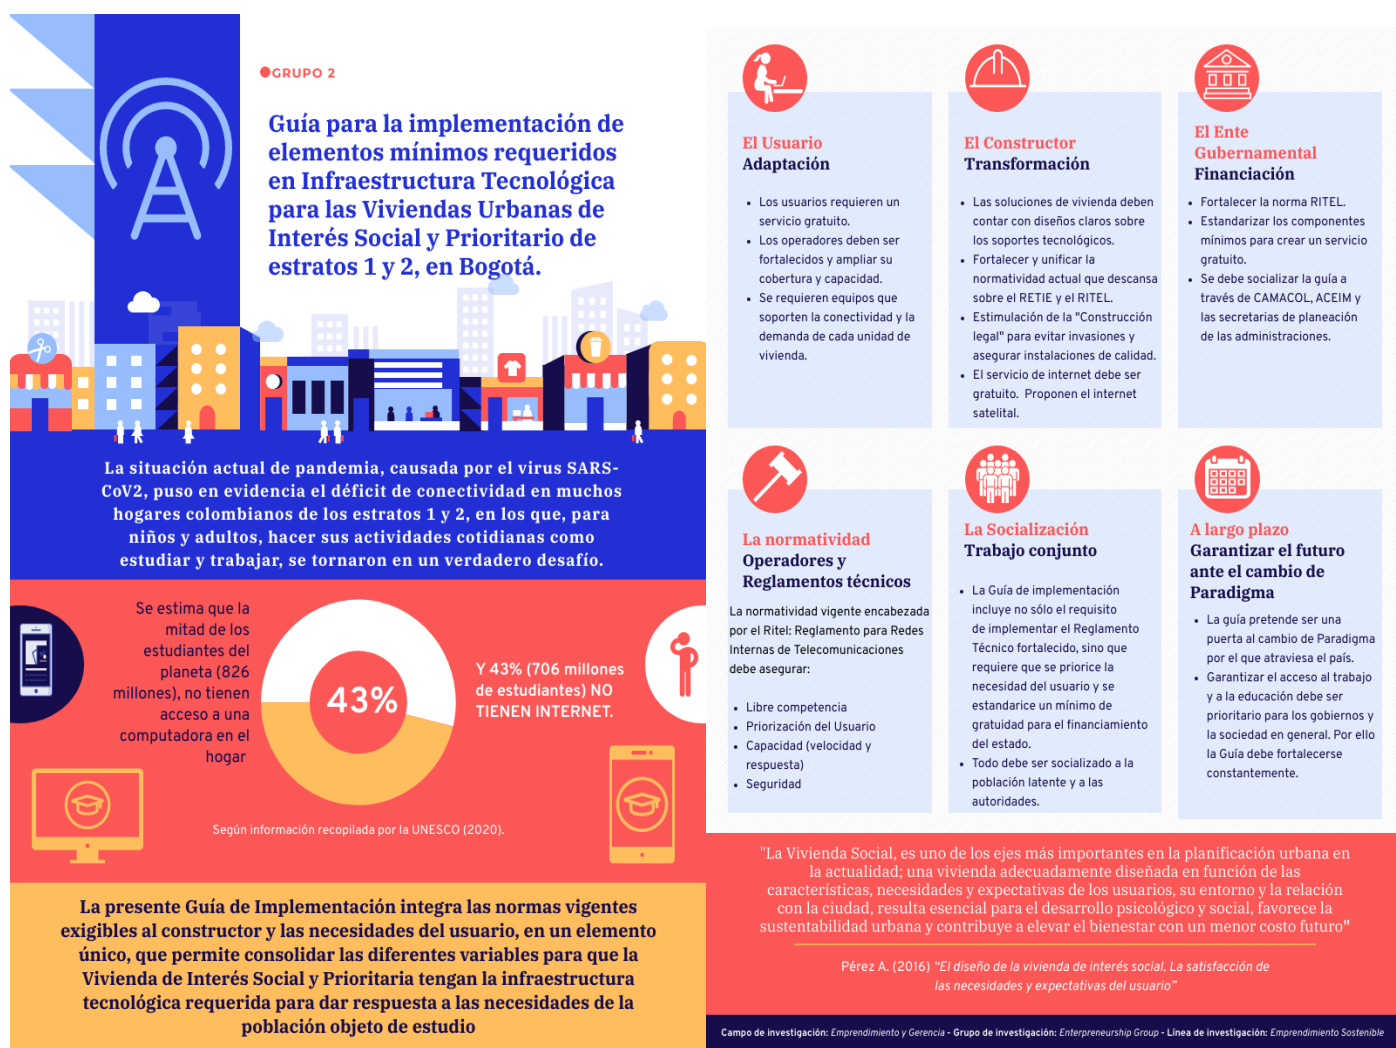 GRUPO 2
Guía para la implementación de
elementos mínimos requeridos
en Infraestructura Tecnológica
para las Viviendas Urbanas de
Interés Social y Prioritario de
estratos 1 y 2, en Bogotá.
La situación actual de pandemia, causada por el virus SARS-
CoV2, puso en evidencia el déficit de conectividad en muchos
hogares colombianos de los estratos 1 y 2, en los que, para
niños y adultos, hacer sus actividades cotidianas como
estudiar y trabajar, se tornaron en un verdadero desafío.
Se estima que la
mitad de los
estudiantes del
planeta (826
millones), no tienen
acceso a una
computadora en el
hogar
43%
Y 43% (706 millones
de estudiantes) NO
TIENEN INTERNET.
Según información recopilada por la UNESCO (2020).
La presente Guía de Implementación integra las normas vigentes
exigibles al constructor y las necesidades del usuario, en un elemento
único, que permite consolidar las diferentes variables para que la
Vivienda de Interés Social y Prioritaria tengan la infraestructura
tecnológica requerida para dar respuesta a las necesidades de la
población objeto de estudio
El Usuario
Adaptación
• Los usuarios requieren un
servicio gratuito.
• Los operadores deben ser
fortalecidos y ampliar su
cobertura y capacidad.
• Se requieren equipos que
soporten la conectividad y la
demanda de cada unidad de
vivienda.
El Constructor
Transformación
• Las soluciones de vivienda deben
contar con diseños claros sobre
los soportes tecnológicos.
• Fortalecer y unificar la
normatividad actual que descansa
sobre el RETIE y el RITEL.
• Estimulación de la "Construcción
legal" para evitar invasiones y
asegurar instalaciones de calidad.
• El servicio de internet debe ser
gratuito. Proponen el internet
satelital.
El Ente
Gubernamental
Financiación
• Fortalecer la norma RITEL.
• Estandarizar los componentes
mínimos para crear un servicio
gratuito.
• Se debe socializar la guía a
través de CAMACOL, ACEIM y
las secretarias de planeación
de las administraciones.
La normatividad
Operadores y
Reglamentos técnicos
La normatividad vigente encabezada
por el Ritel: Reglamento para Redes
Internas de Telecomunicaciones
debe asegurar:
• Libre competencia
• Priorización del Usuario
• Capacidad (velocidad y
respuesta)
• Seguridad
La Socialización
Trabajo conjunto
• La Guía de implementación
incluye no sólo el requisito
de implementar el Reglamento
Técnico fortalecido, sino que
requiere que se priorice la
necesidad del usuario y se
estandarice un mínimo de
gratuidad para el financiamiento
del estado.
• Todo debe ser socializado a la
población latente y a las
autoridades.
A largo plazo
Garantizar el futuro
ante el cambio de
Paradigma
• La guía pretende ser una
puerta al cambio de Paradigma
por el que atraviesa el país.
• Garantizar el acceso al trabajo
y a la educación debe ser
prioritario para los gobiernos y
la sociedad en general. Por ello
la Guía debe fortalecerse
constantemente.
"La Vivienda Social, es uno de los ejes más importantes en la planificación urbana en
la actualidad; una vivienda adecuadamente diseñada en función de las
características, necesidades y expectativas de los usuarios, su entorno y la relación
con la ciudad, resulta esencial para el desarrollo psicológico y social, favorece la
sustentabilidad urbana y contribuye a elevar el bienestar con un menor costo futuro"
Pérez A. (2016) “El diseño de la vivienda de interés social. La satisfacción de
las necesidades y expectativas del usuario”
Campo de investigación: Emprendimiento y Gerencia - Grupo de investigación: Enterpreneurship Group - Línea de investigación: Emprendimiento Sostenible